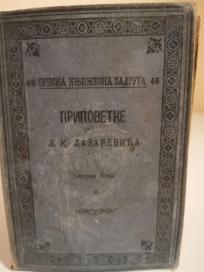 46 СРПСКА КЊИЖЕВНА ЗАДРУГА 46
ПРИПОВЕТКЕ
Л. К. ЛАЗАРЕВИЋА